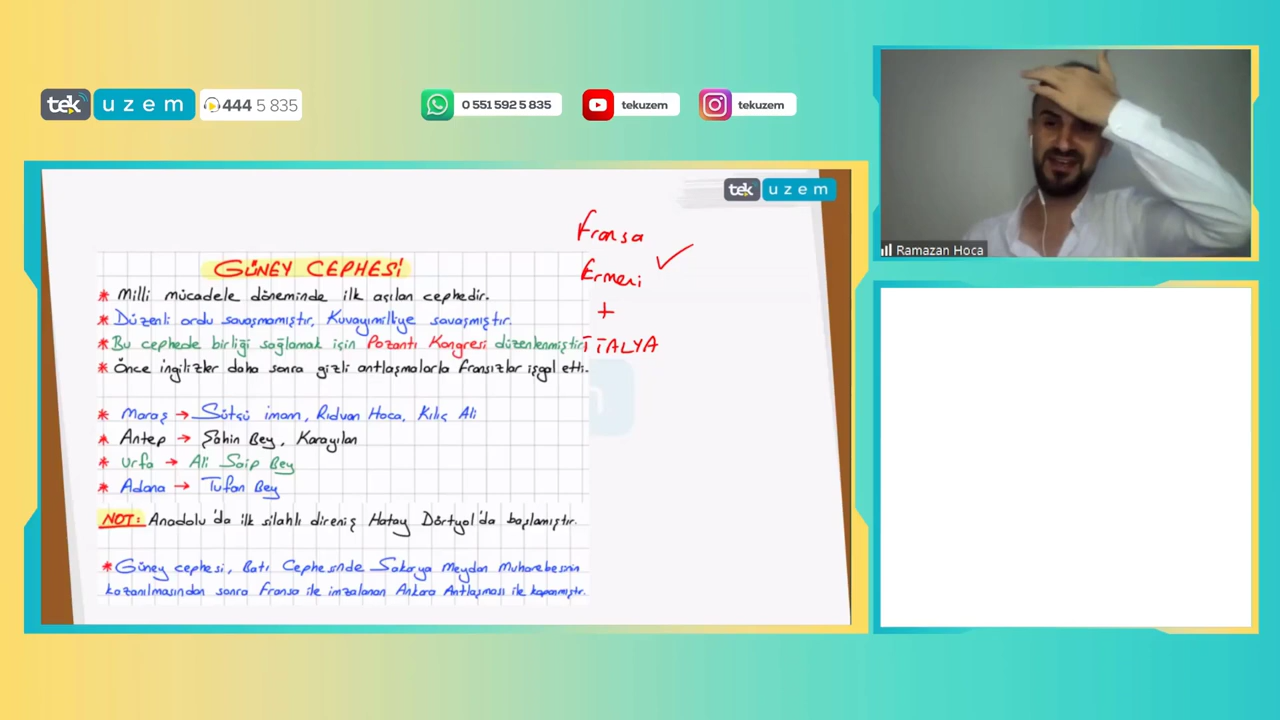 tek uzem 444 5 835
0 551 592 5 835
tekuzem
tekuzem
tek uzem
Ramazan Hoca
Fransa
Ermeni
+
İTALYA
GÜNEY CEPHESİ
* Milli mücadele döneminde ilk açılan cephedir.
* Düzenli ordu savaşmamıştır, Kuvayımilliye savaşmıştır.
* Bu cephede birliği sağlamak için Pozantı Kongresi düzenlenmiştir
* Önce ingilizler daha sonra gizli antlaşmalarla Fransızlar işgal etti.
* Maraş → Sütçü imam, Rıdvan Hoca, Kılıç Ali
* Antep → Şahin Bey, Karayılan
* Urfa → Ali Saip Bey
* Adana → Tufan Bey
NOT: Anadolu'da ilk silahlı direniş Hatay Dörtyol'da başlamıştır.
* Güney cephesi, Batı Cephesinde Sakarya Meydan Muharebesinin
kazanılmasından sonra Fransa ile imzalanan Ankara Antlaşması ile kapanmıştır.